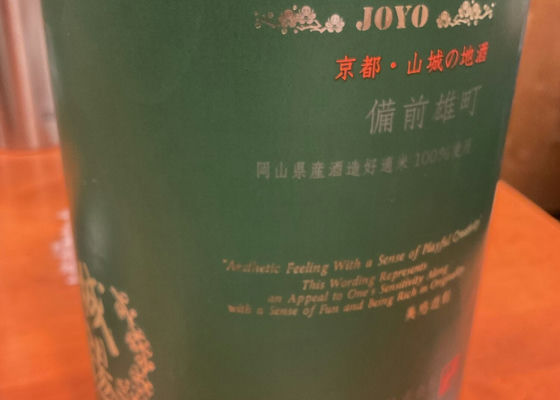 JOYO
京都・山城の地酒
備前雄町
岡山県産酒造好適米100%使用
"Aesthetic Feeling With a Sense of Playful Creativity"
This Wording Represents
an Appeal to One's Sensitivity Along
with a Sense of Fun and Being Rich in Originality
城陽